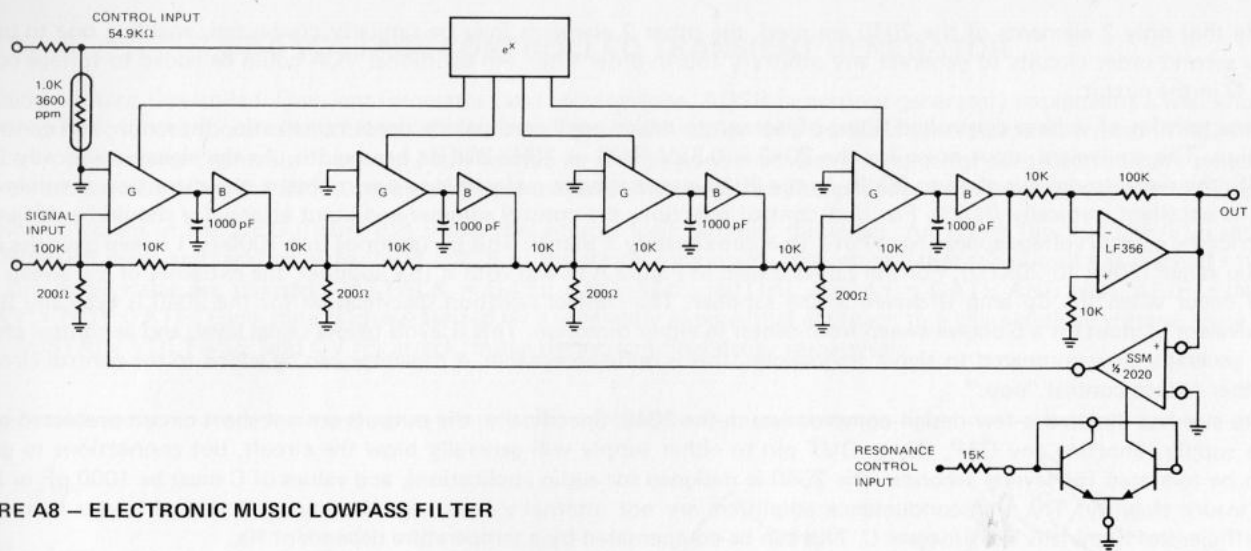 CONTROL INPUT
54.9KΩ
e^x
1.0K
3600
ppm
G
B
1000 pF
G
B
1000 pF
G
B
1000 pF
G
B
1000 pF
10K
100K
OUT
SIGNAL
INPUT
100K
10K
10K
10K
10K
10K
10K
10K
200Ω
200Ω
200Ω
200Ω
-
LF356
+
10K
+
SSM
½ 2020
-
RESONANCE
CONTROL
INPUT
15K
RE A8 – ELECTRONIC MUSIC LOWPASS FILTER